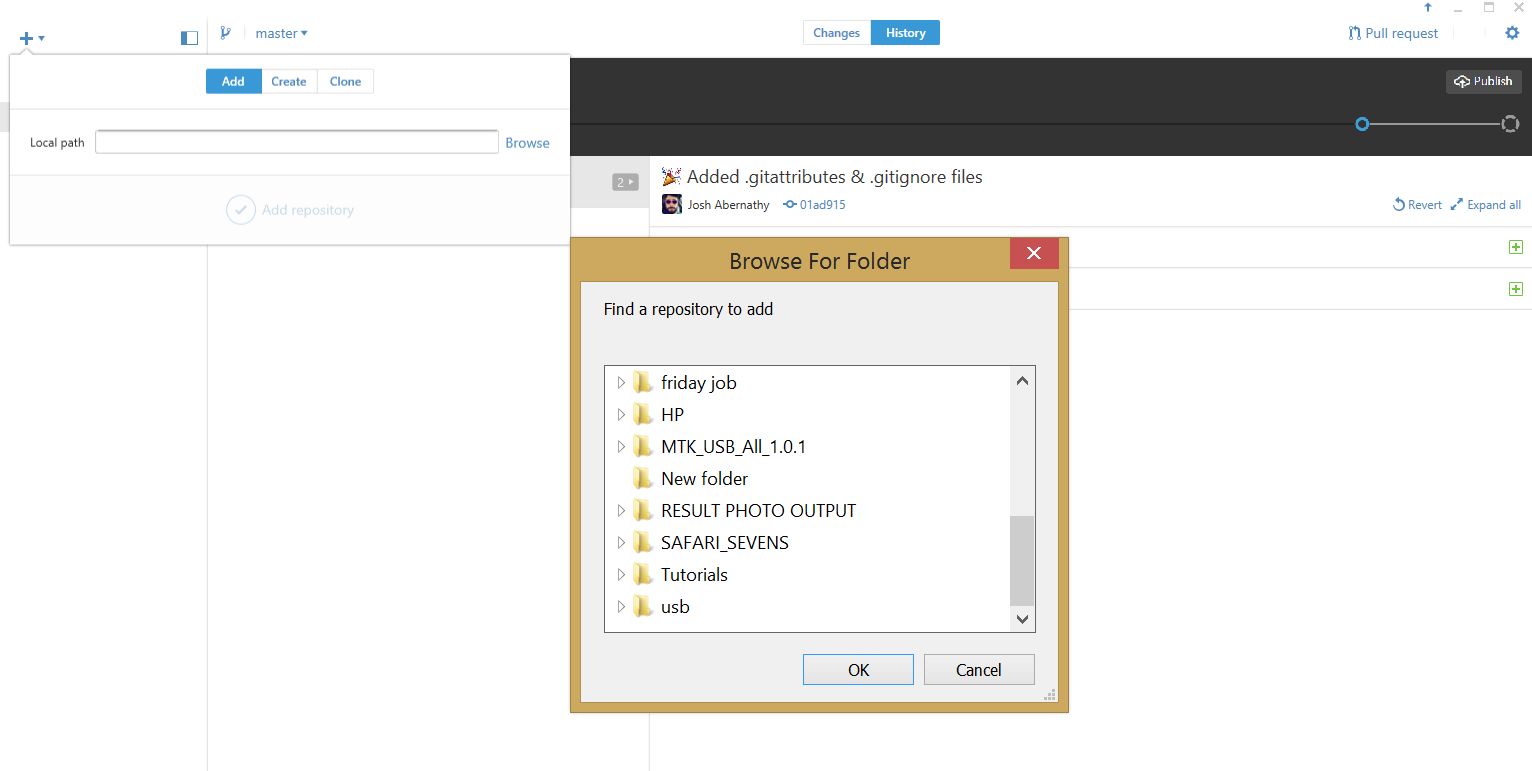 master
Changes
History
Pull request
Add
Create
Clone
Publish
Local path
Browse
Add repository
2
Added .gitattributes & .gitignore files
Josh Abernathy
01ad915
Revert
Expand all
Browse For Folder
Find a repository to add
friday job
HP
MTK_USB_All_1.0.1
New folder
RESULT PHOTO OUTPUT
SAFARI_SEVENS
Tutorials
usb
OK
Cancel